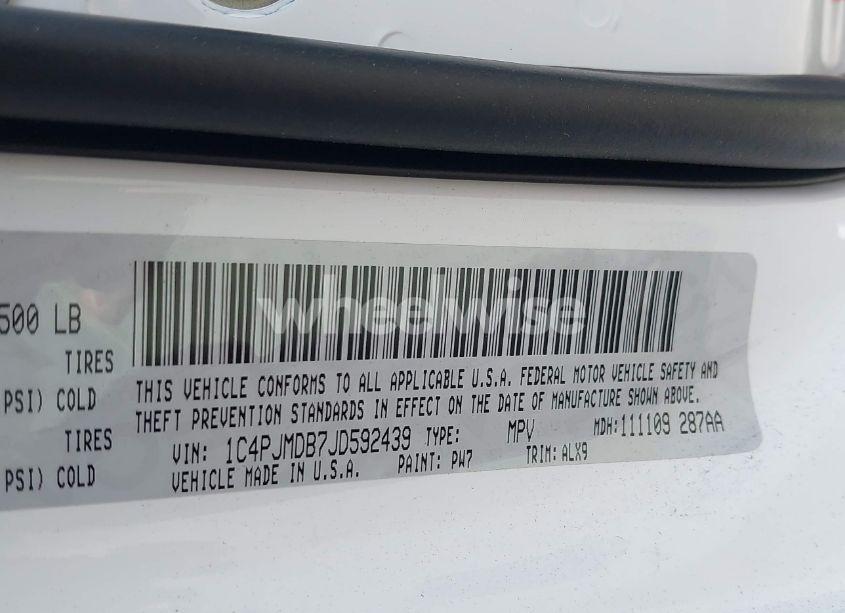 wheelwise
500 LB
TIRES
PSI) COLD
TIRES
PSI) COLD
THIS VEHICLE CONFORMS TO ALL APPLICABLE U.S.A. FEDERAL MOTOR VEHICLE SAFETY AND
THEFT PREVENTION STANDARDS IN EFFECT ON THE DATE OF MANUFACTURE SHOWN ABOVE.
VIN: 1C4PJMDB7JD592439 TYPE: MPV MDH:111109 287AA
VEHICLE MADE IN U.S.A. PAINT: PW7 TRIM: ALX9